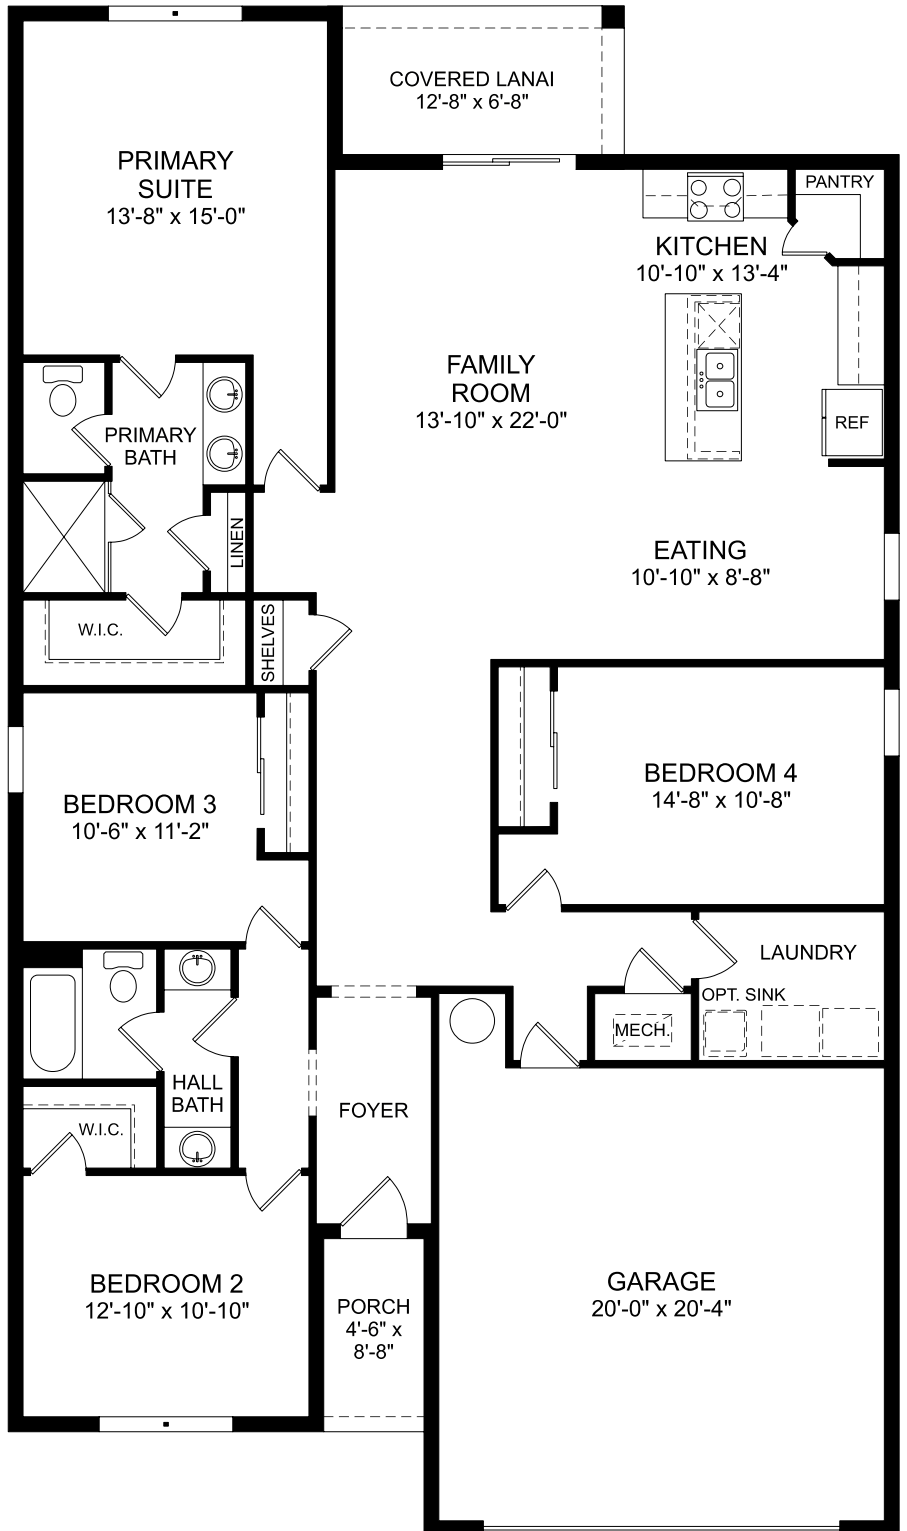 COVERED LANAI
12'-8" x 6'-8"
PRIMARY
SUITE
13'-8" x 15'-0"
PANTRY
KITCHEN
10'-10" x 13'-4"
FAMILY
ROOM
13'-10" x 22'-0"
REF
PRIMARY
BATH
LINEN
EATING
10'-10" x 8'-8"
W.I.C.
SHELVES
BEDROOM 3
10'-6" x 11'-2"
BEDROOM 4
14'-8" x 10'-8"
LAUNDRY
OPT. SINK
MECH.
HALL
BATH
FOYER
W.I.C.
BEDROOM 2
12'-10" x 10'-10"
PORCH
4'-6" x
8'-8"
GARAGE
20'-0" x 20'-4"